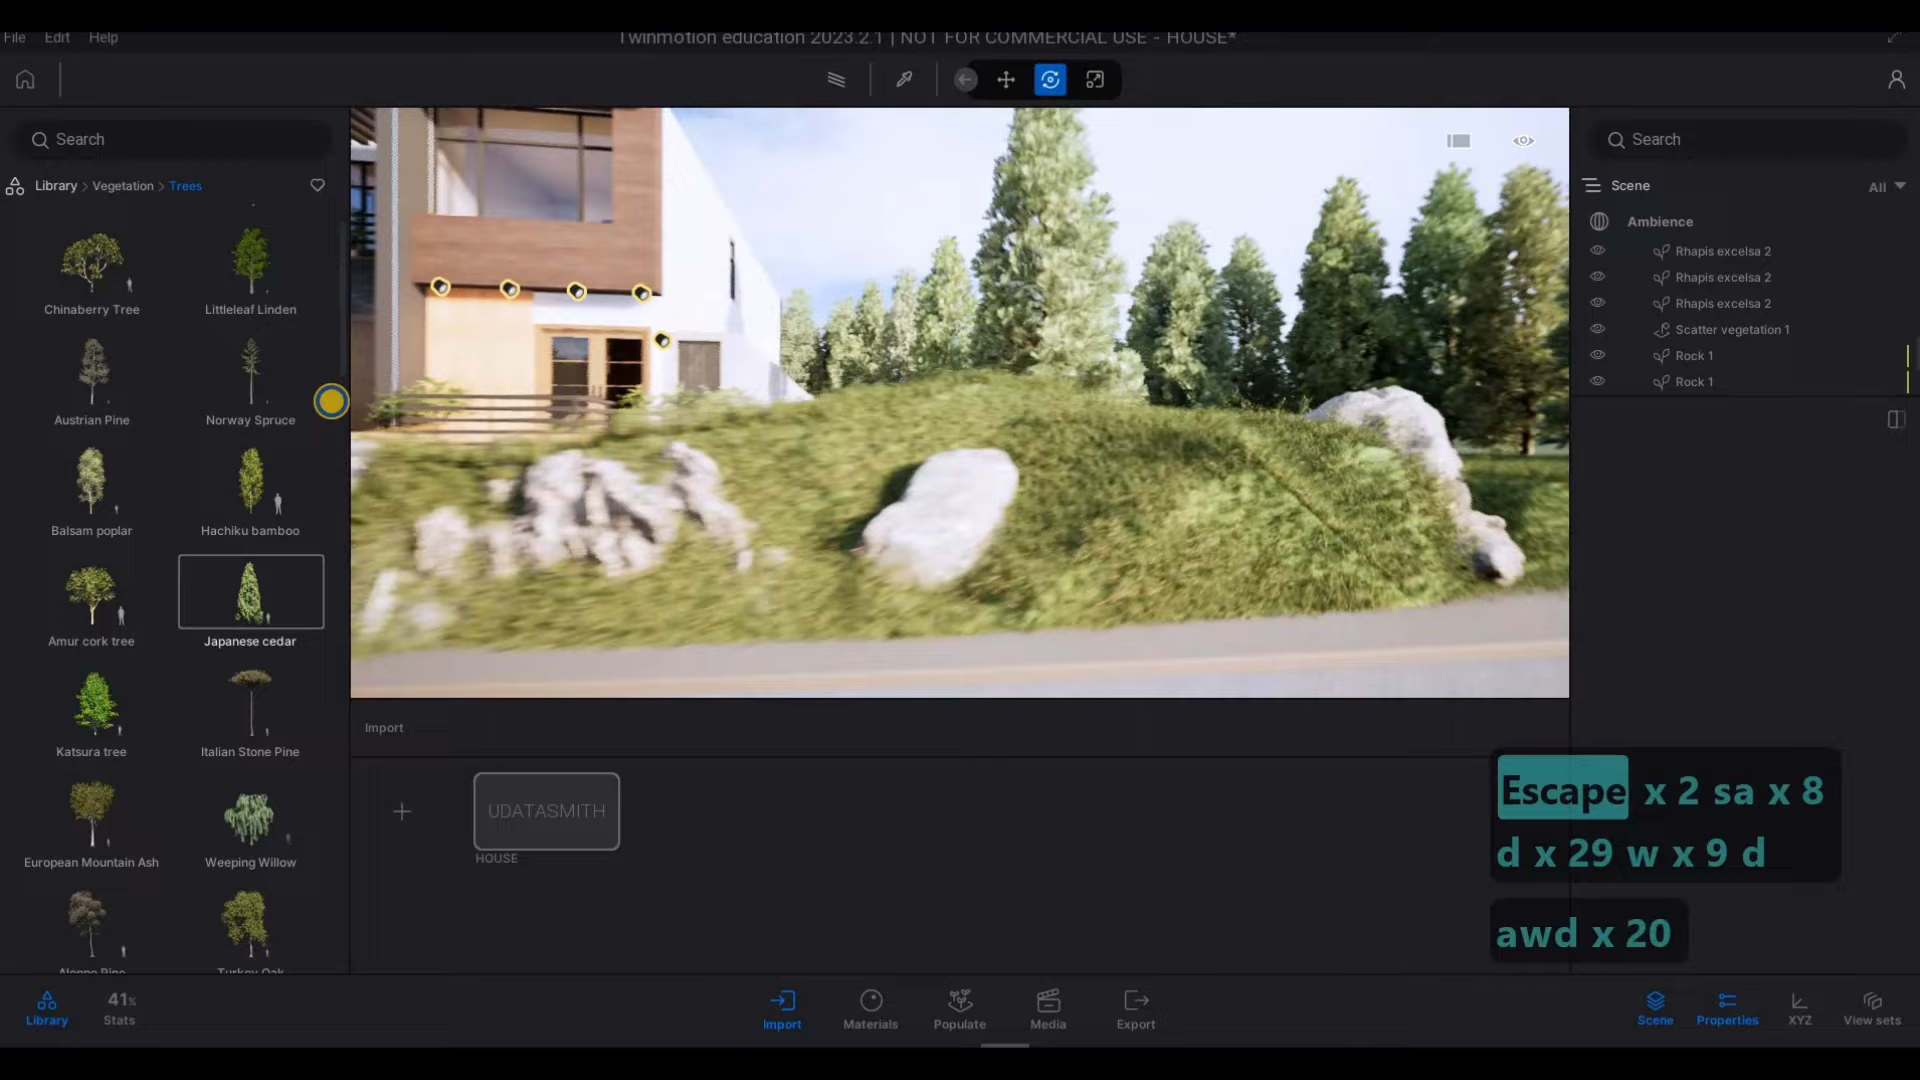 File Edit Help
Twinmotion education 2023.2.1 | NOT FOR COMMERCIAL USE - HOUSE*
Search
Library > Vegetation > Trees
Chinaberry Tree
Littleleaf Linden
Austrian Pine
Norway Spruce
Balsam poplar
Hachiku bamboo
Amur cork tree
Japanese cedar
Katsura tree
Italian Stone Pine
European Mountain Ash
Weeping Willow
Aleppo Pine
Turkey Oak
Search
Scene
All
Ambience
Rhapis excelsa 2
Rhapis excelsa 2
Rhapis excelsa 2
Scatter vegetation 1
Rock 1
Rock 1
Import
+
UDATASMITH
HOUSE
Escape x 2 sa x 8
d x 29 w x 9 d
awd x 20
Library
41%
Stats
Import
Materials
Populate
Media
Export
Scene
Properties
XYZ
View sets